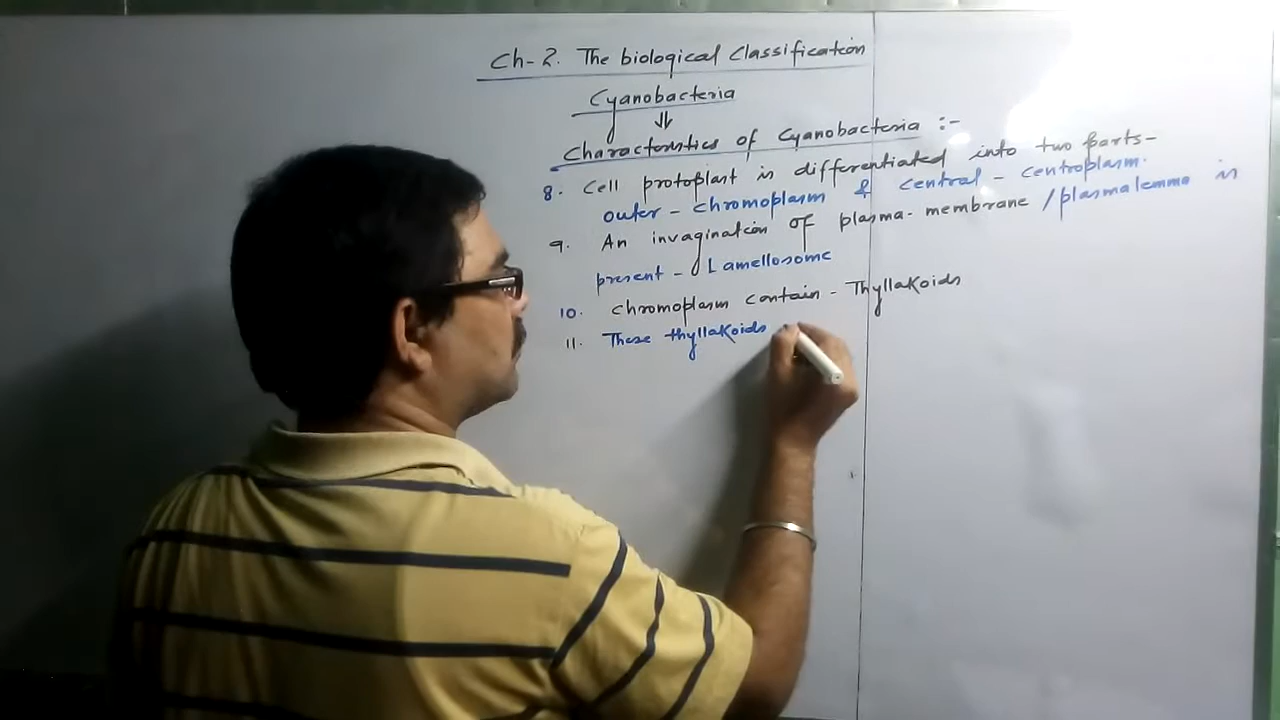 Ch-2. The biological Classification
Cyanobacteria
⇓
Characteristics of Cyanobacteria :-
8. Cell protoplast is differentiated into two parts-
outer - chromoplasm & central - centroplasm.
9. An invagination of plasma-membrane /plasmalemma is
present - Lamellosome
10. chromoplasm contain - Thyllakoids
11. These thyllakoids